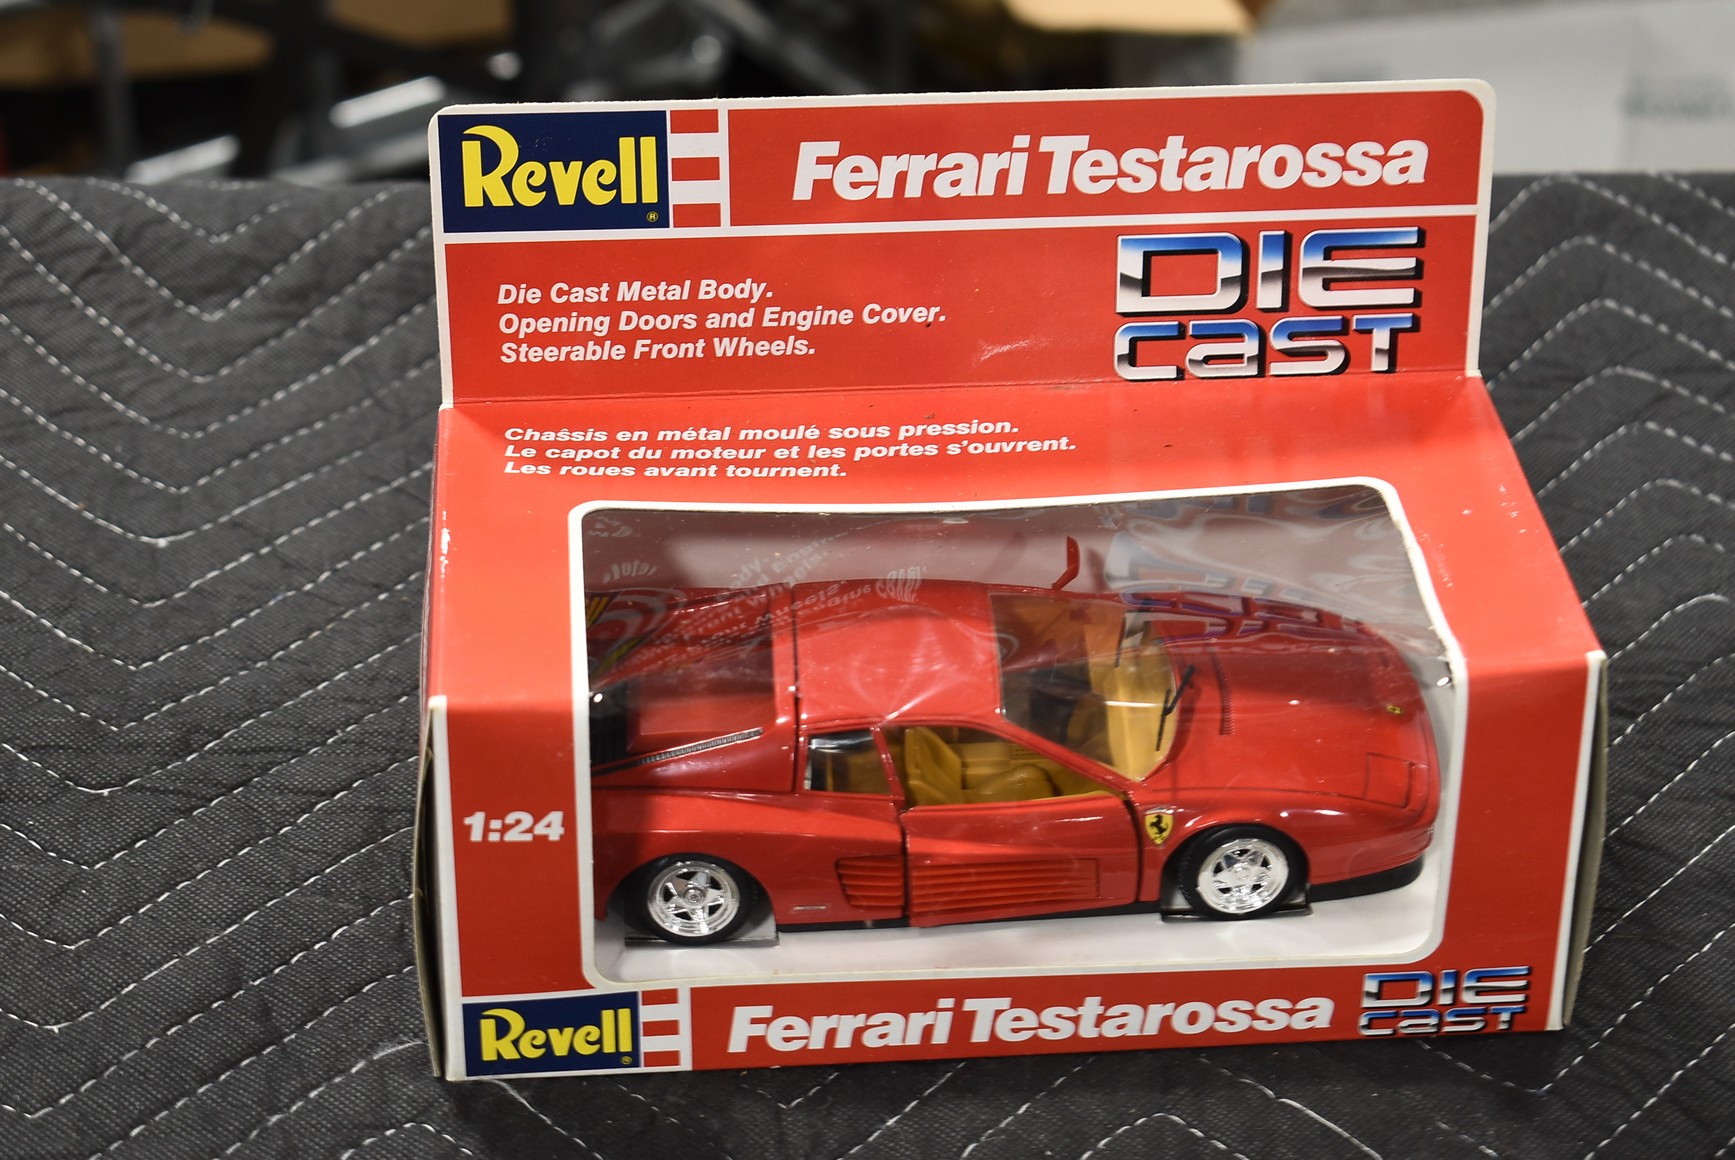 Revell®
Ferrari Testarossa
DIE
CAST
Die Cast Metal Body.
Opening Doors and Engine Cover.
Steerable Front Wheels.
Chaŝsis en métal moulé sous pression.
Le capot du moteur et les portes s'ouvrent.
Les roues avant tournent.
1:24
Revell®
Ferrari Testarossa
DIE
CAST